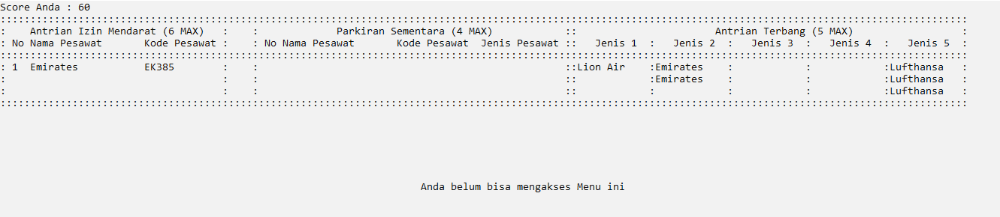 Score Anda : 60
:::::::::::::::::::::::::::::::::::::::::::::::::::::::::::::::::::::::::::::::::::::::::::::::::::::::::::::::::::::::::::::::::::::::::::::::::::::::::::::::::
:    Antrian Izin Mendarat (6 MAX)   :    :             Parkiran Sementara (4 MAX)            ::                       Antrian Terbang (5 MAX)                  :
: No Nama Pesawat       Kode Pesawat :    : No Nama Pesawat       Kode Pesawat  Jenis Pesawat ::   Jenis 1  :   Jenis 2  :   Jenis 3  :   Jenis 4  :   Jenis 5  :
:::::::::::::::::::::::::::::::::::::::::::::::::::::::::::::::::::::::::::::::::::::::::::::::::::::::::::::::::::::::::::::::::::::::::::::::::::::::::::::::::
: 1  Emirates           EK385        :    :                                                   ::Lion Air    :Emirates    :            :            :Lufthansa   :
:                                    :    :                                                   ::            :Emirates    :            :            :Lufthansa   :
:                                    :    :                                                   ::            :            :            :            :Lufthansa   :
:::::::::::::::::::::::::::::::::::::::::::::::::::::::::::::::::::::::::::::::::::::::::::::::::::::::::::::::::::::::::::::::::::::::::::::::::::::::::::::::::
Anda belum bisa mengakses Menu ini